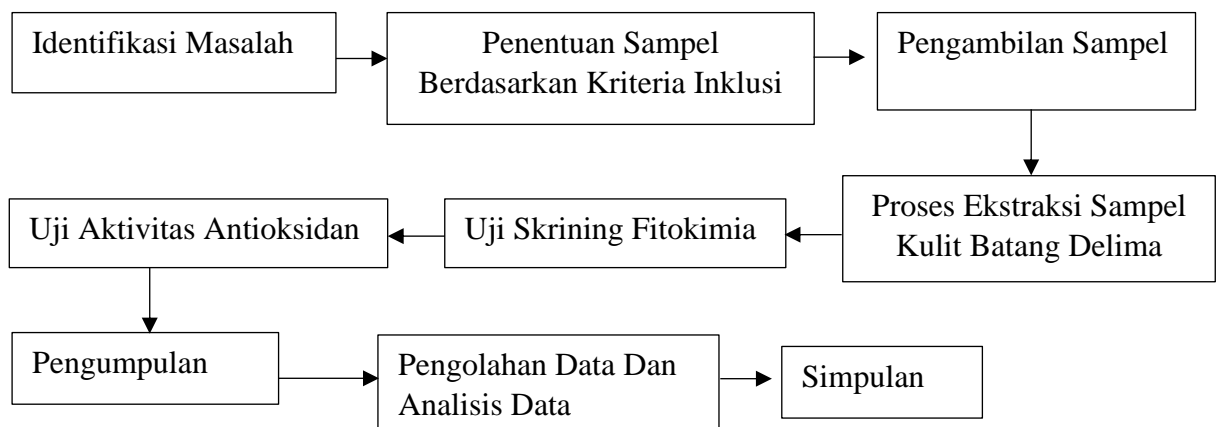 Identifikasi Masalah
Penentuan Sampel
Berdasarkan Kriteria Inklusi
Pengambilan Sampel
Proses Ekstraksi Sampel
Kulit Batang Delima
Uji Skrining Fitokimia
Uji Aktivitas Antioksidan
Pengumpulan
Pengolahan Data Dan
Analisis Data
Simpulan